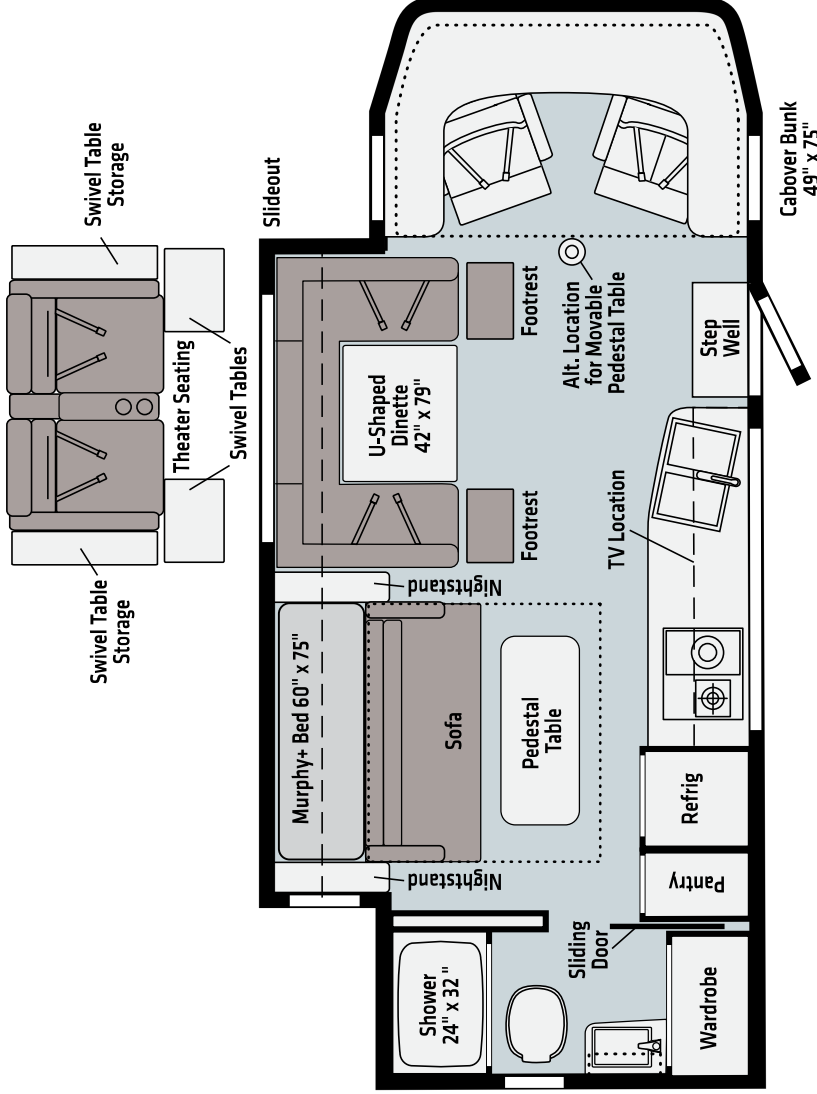 Swivel Table
Storage
Slideout
Cabover Bunk
49" x 75"
Theater Seating
Swivel Tables
Swivel Table
Storage
U-Shaped
Dinette
42" x 79"
Footrest
Footrest
Alt. Location
for Movable
Pedestal Table
Step
Well
TV Location
Nightstand
Murphy+ Bed 60" x 75"
Sofa
Pedestal
Table
Nightstand
Refrig
Pantry
Sliding
Door
Shower
24" x 32"
Wardrobe